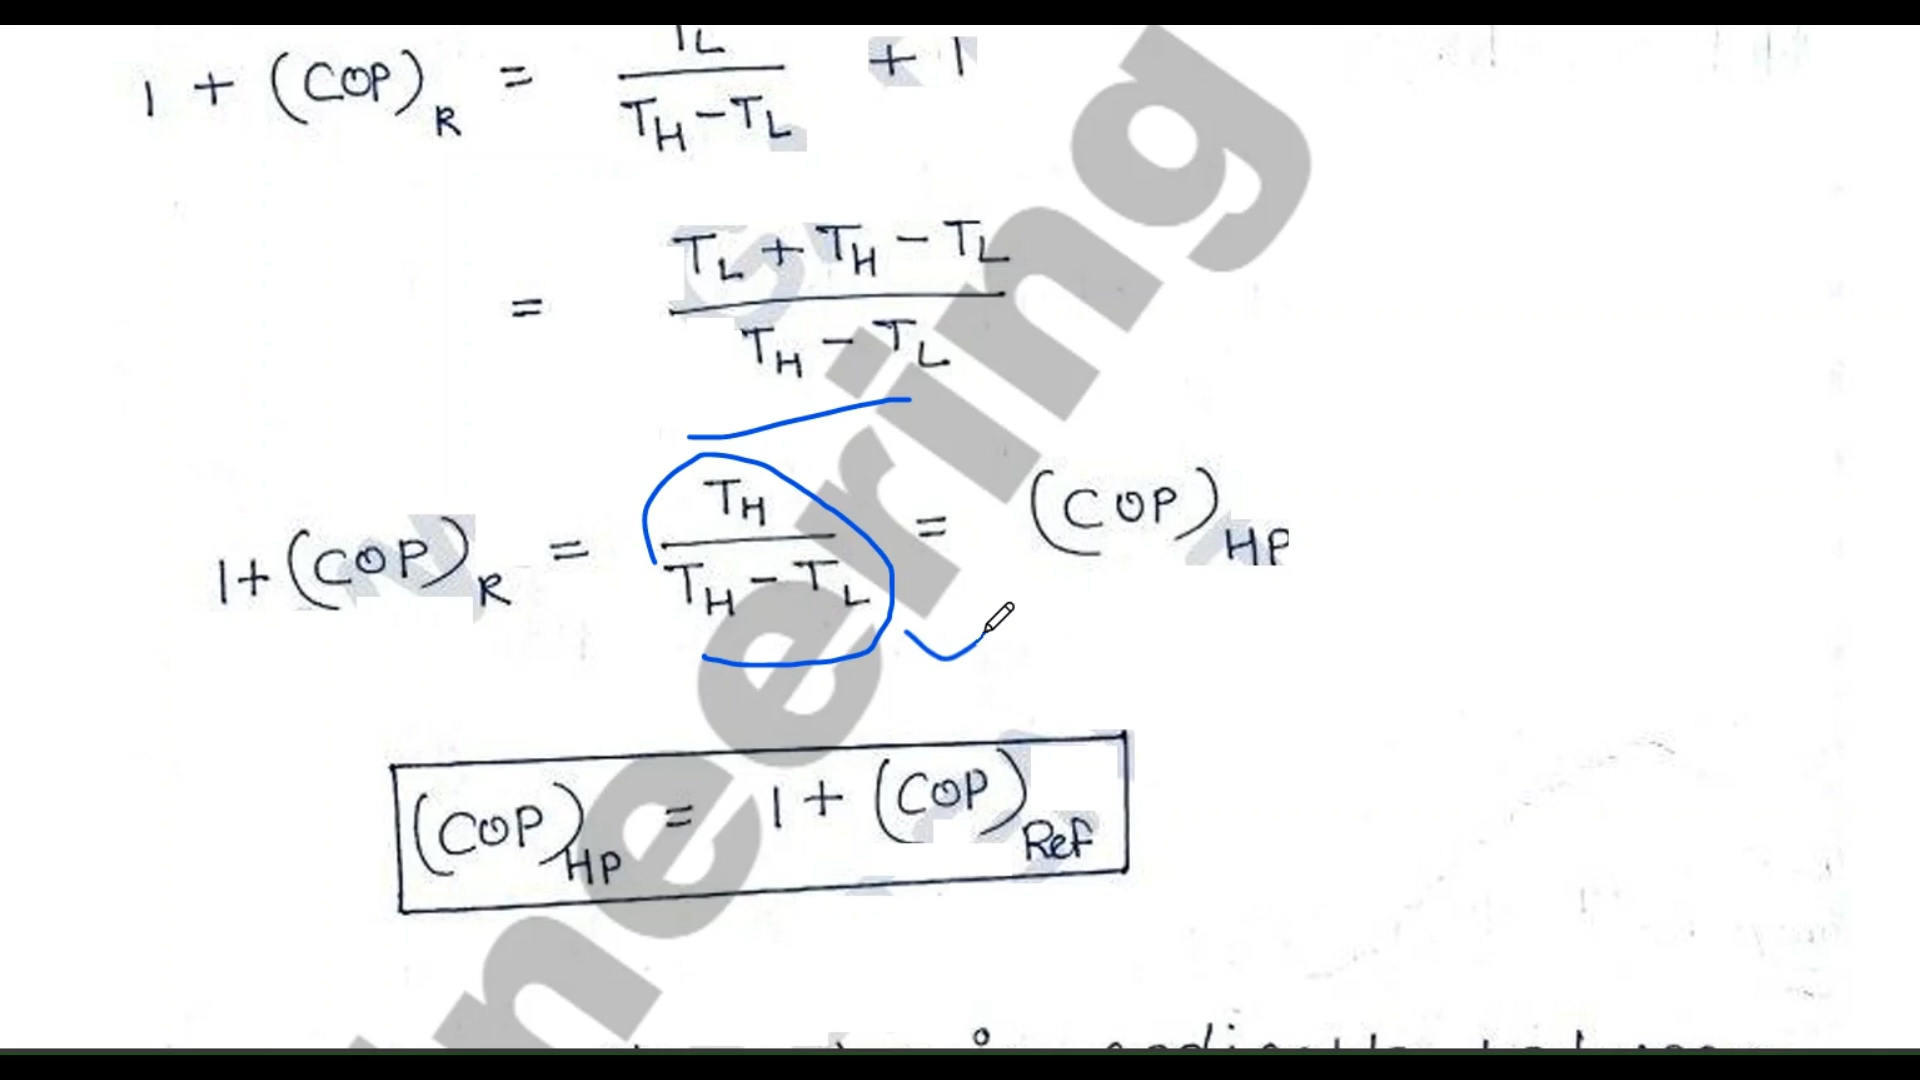 1 + (COP)R = TL / (TH - TL) + 1
= (TL + TH - TL) / (TH - TL)
1 + (COP)R = TH / (TH - TL) = (COP)HP
(COP)HP = 1 + (COP)Ref
neering